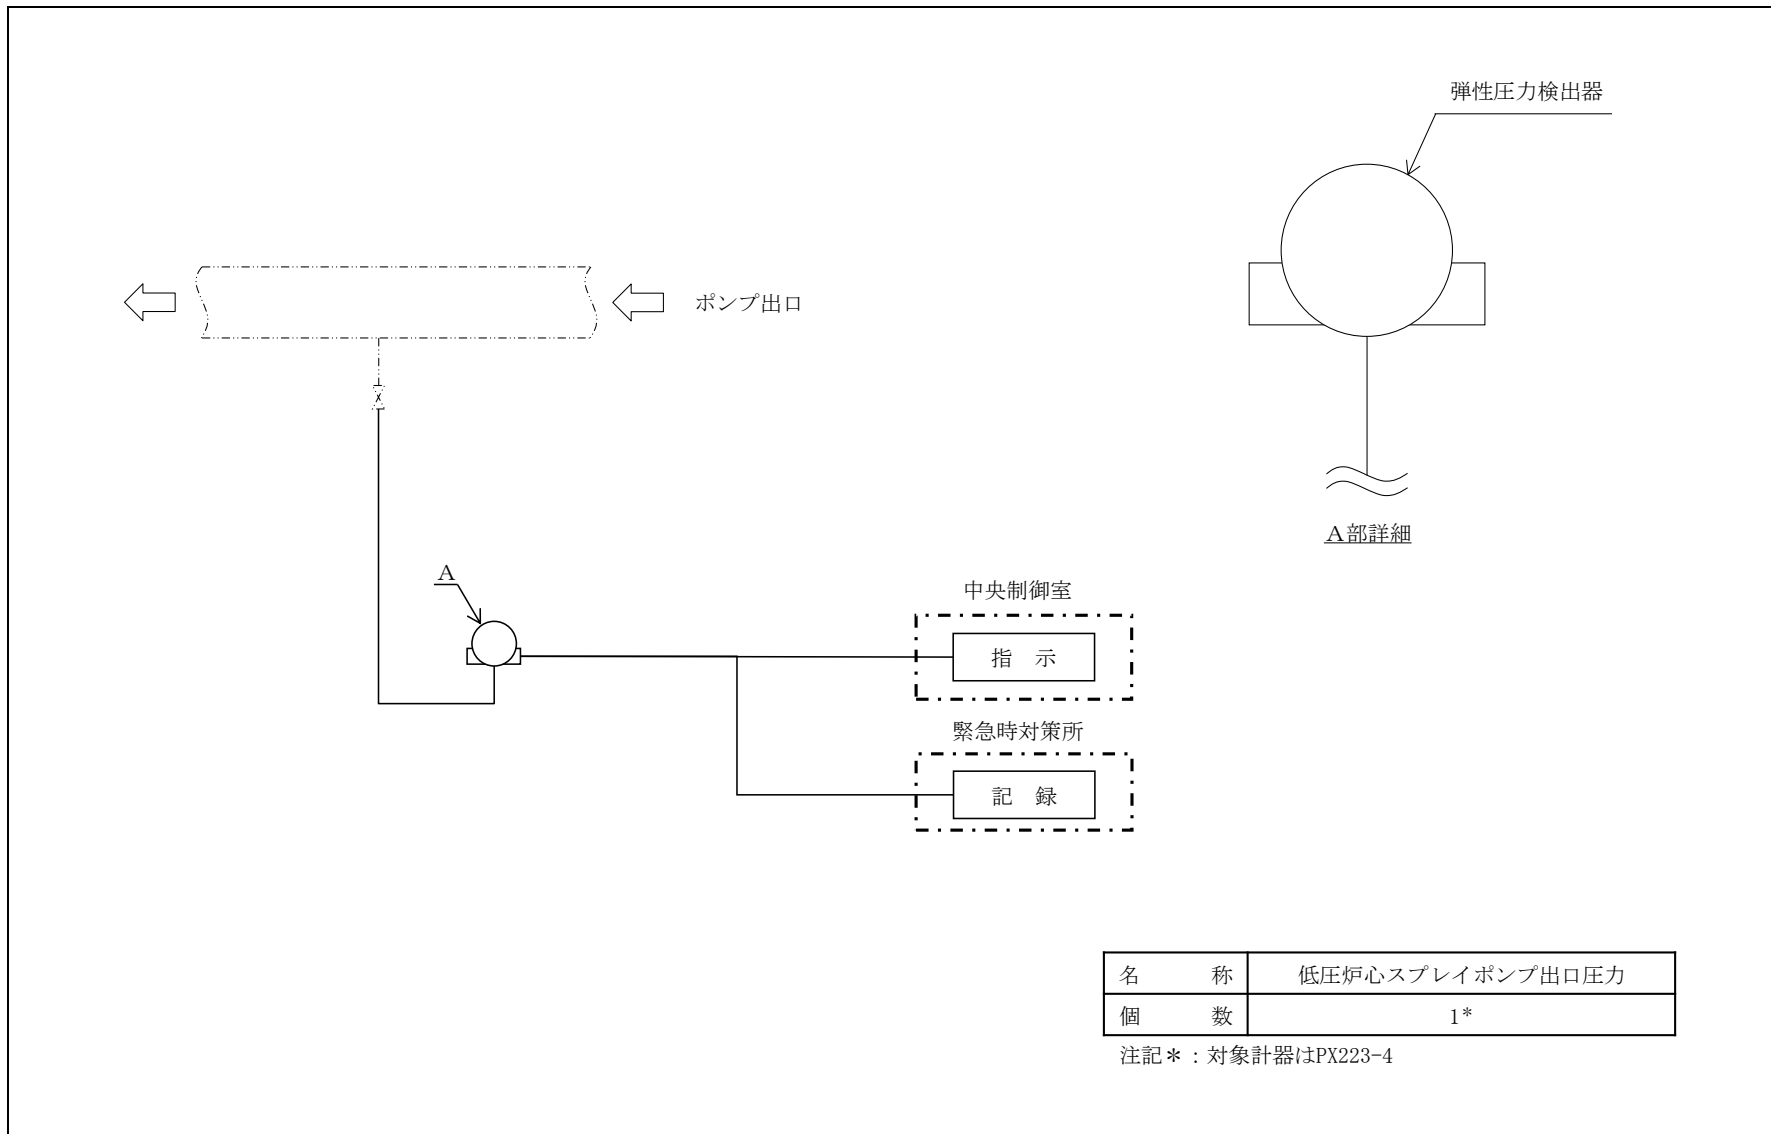 弾性圧力検出器
ポンプ出口
A部詳細
A
中央制御室
指 示
緊急時対策所
記 録
名 称 低圧炉心スプレイポンプ出口圧力
個 数 1*
注記＊：対象計器はPX223-4